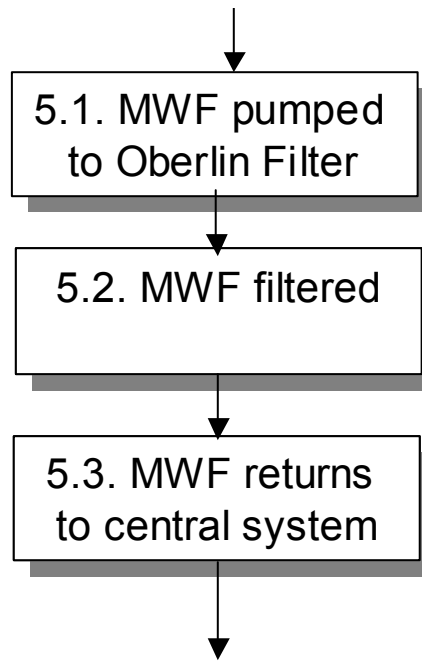 5.1. MWF pumped
to Oberlin Filter
5.2. MWF filtered
5.3. MWF returns
to central system